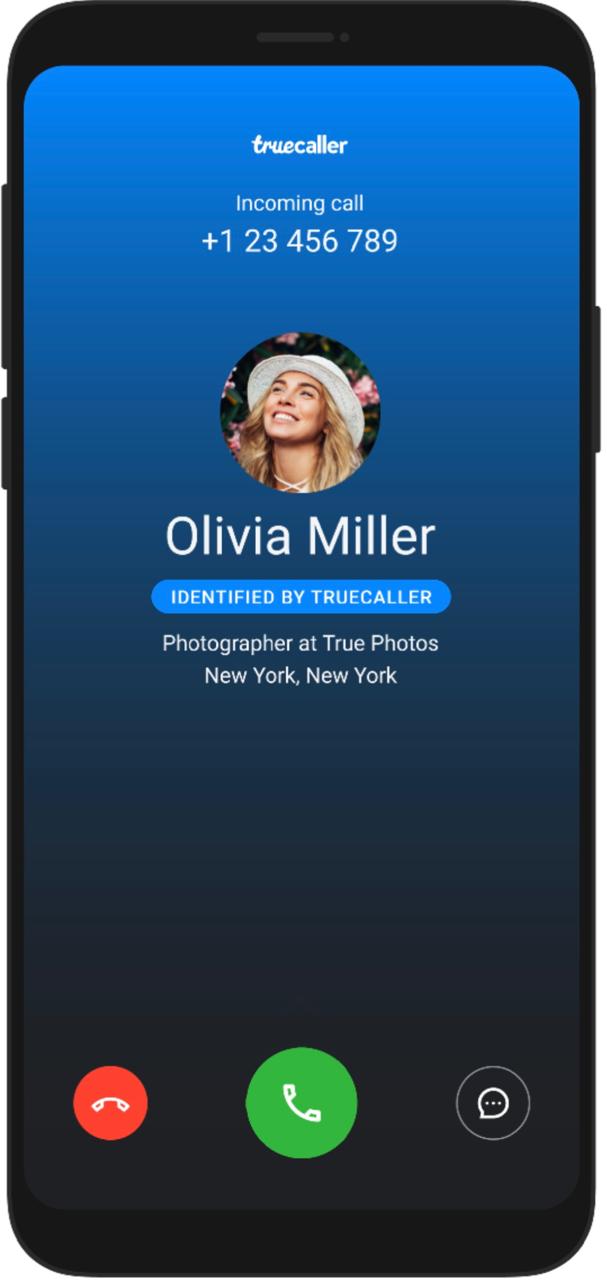 truecaller
Incoming call
+1 23 456 789
Olivia Miller
IDENTIFIED BY TRUECALLER
Photographer at True Photos
New York, New York